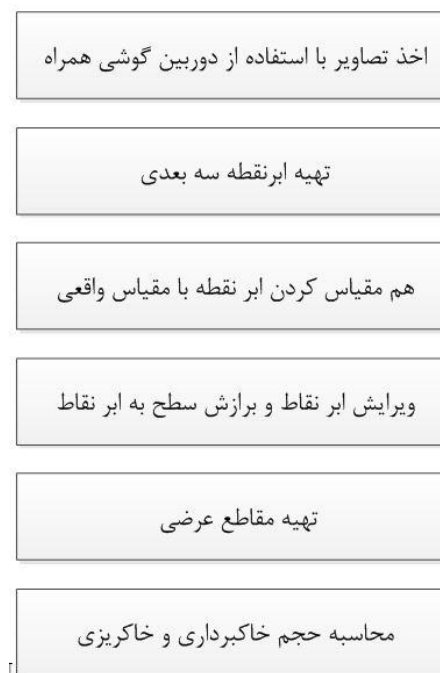 اخذ تصاویر با استفاده از دوربین گوشی همراه
تهیه ابرنقطه سه بعدی
هم مقیاس کردن ابر نقطه با مقیاس واقعی
ویرایش ابر نقاط و برازش سطح به ابر نقاط
تهیه مقاطع عرضی
محاسبه حجم خاکبرداری و خاکریزی